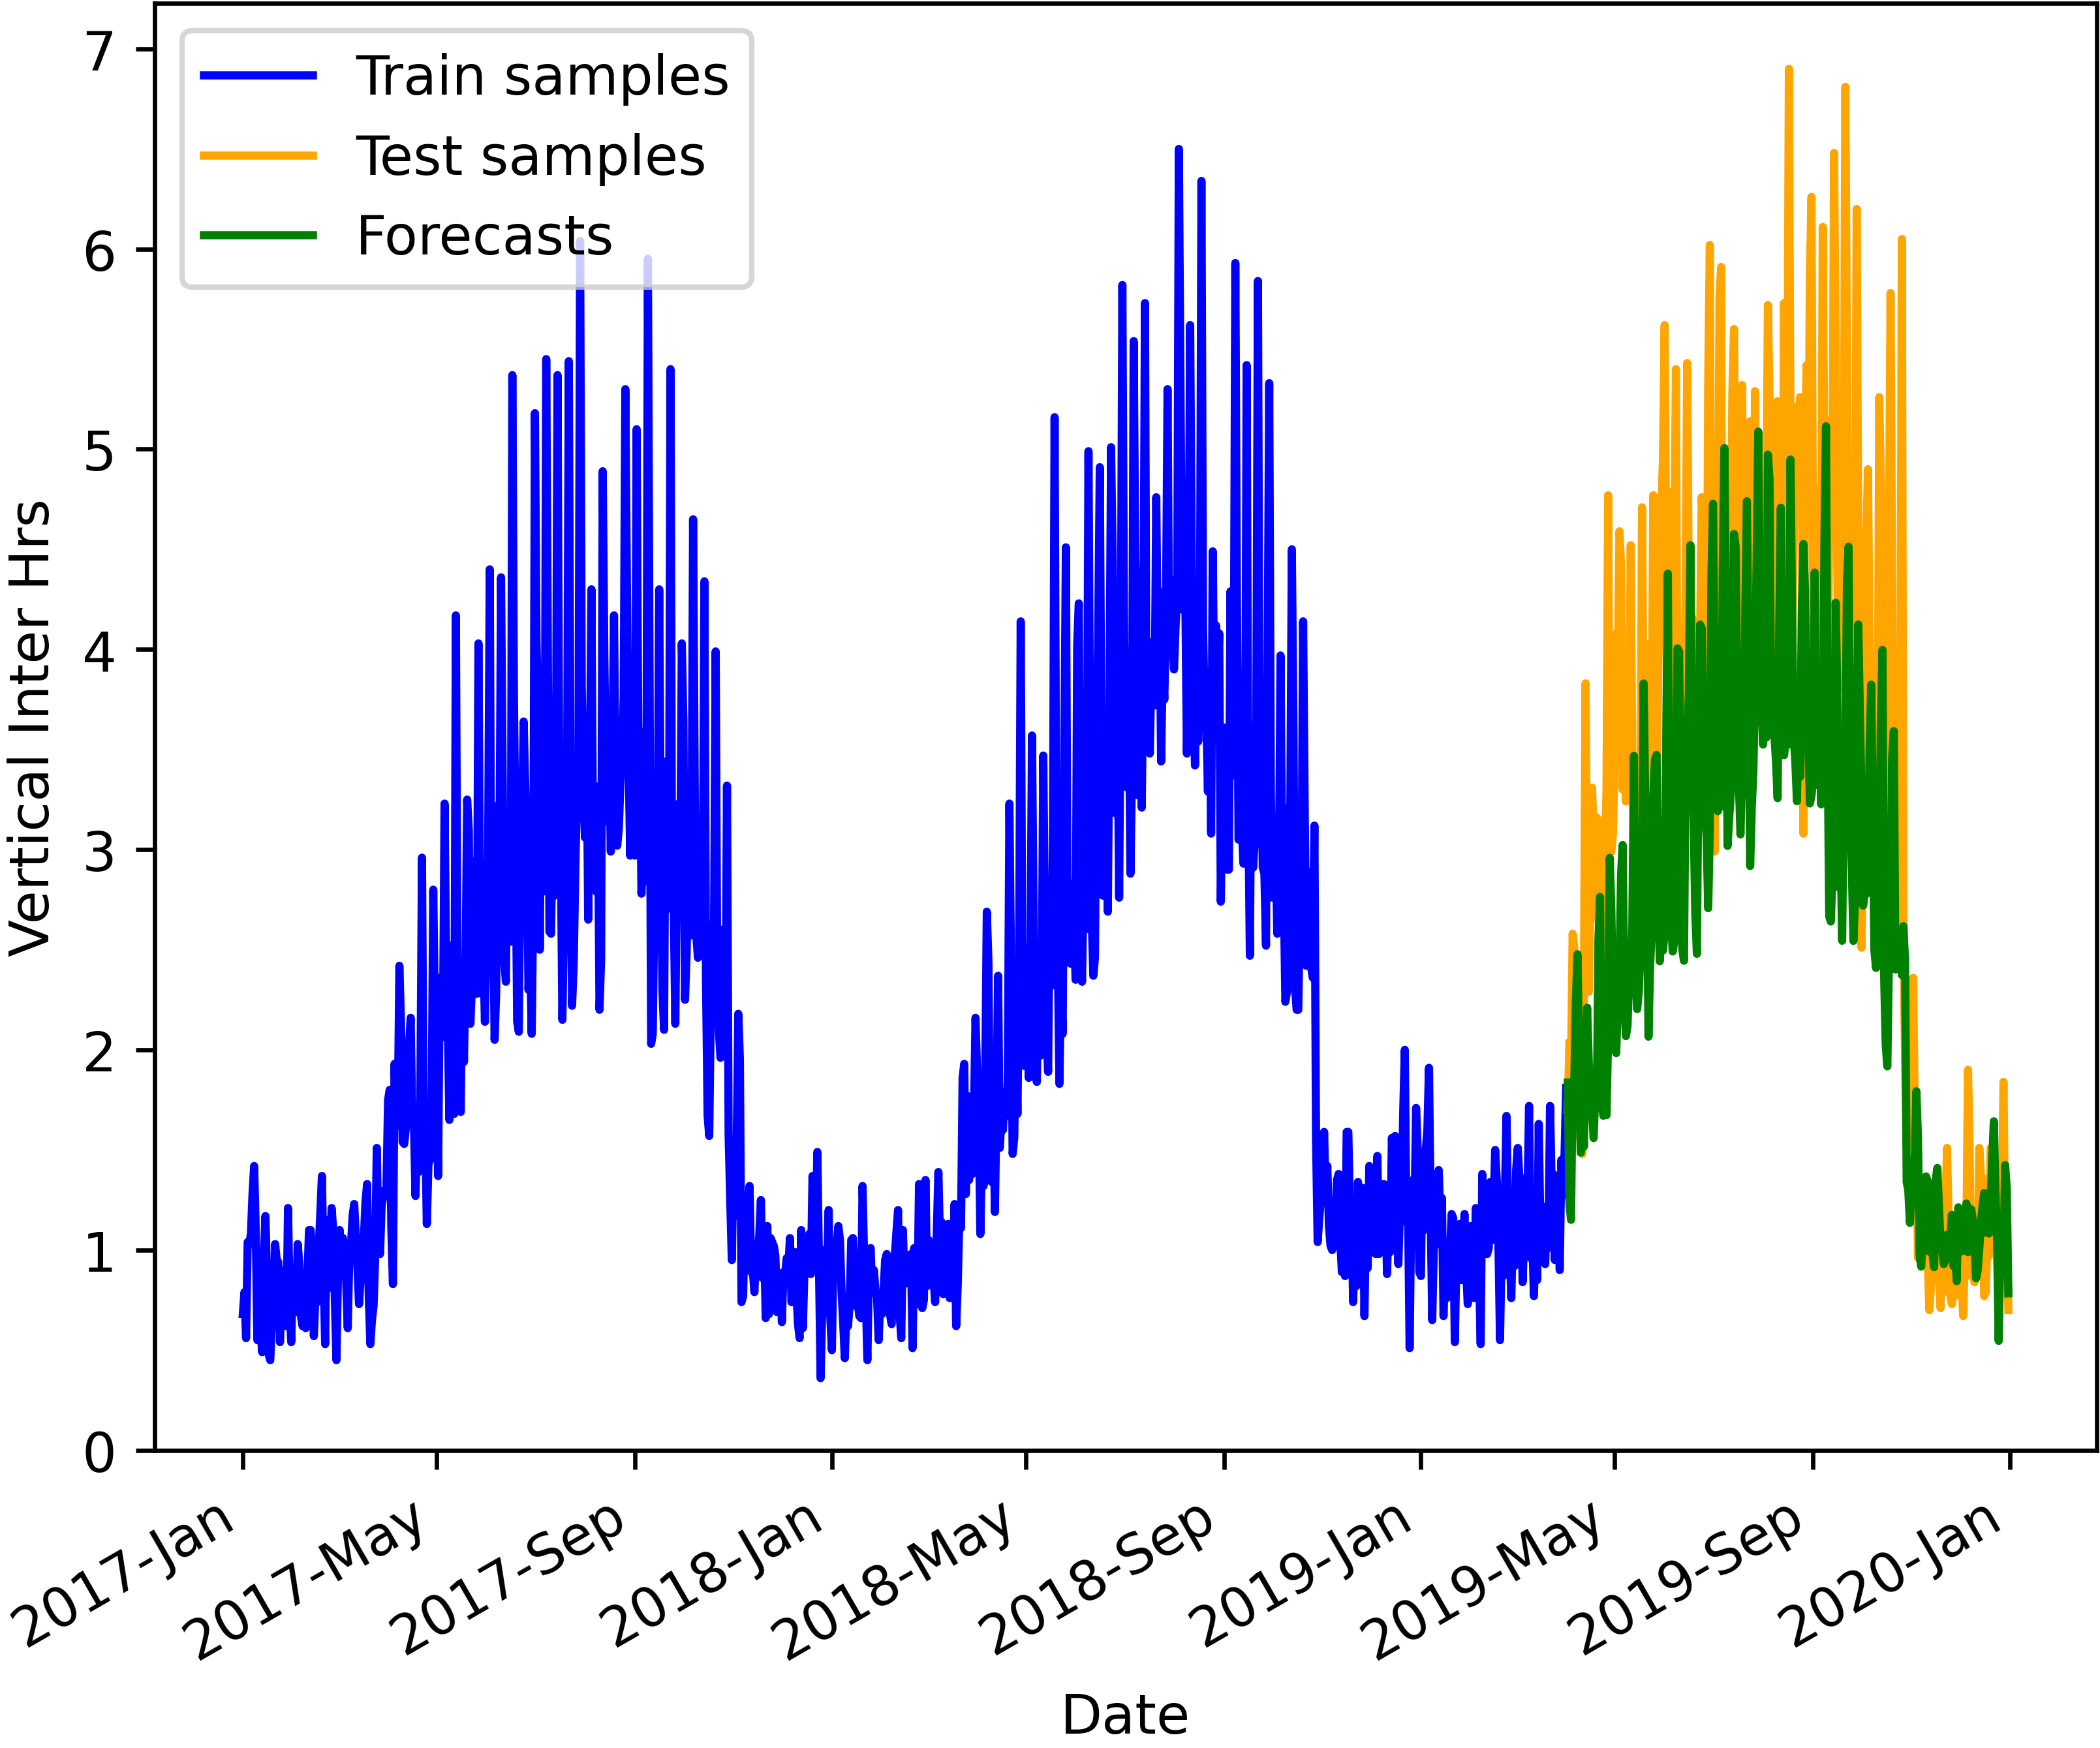 7
6
5
4
3
2
1
0
Vertical Inter Hrs
Train samples
Test samples
Forecasts
2017-Jan
2017-May
2017-Sep
2018-Jan
2018-May
2018-Sep
2019-Jan
2019-May
2019-Sep
2020-Jan
Date